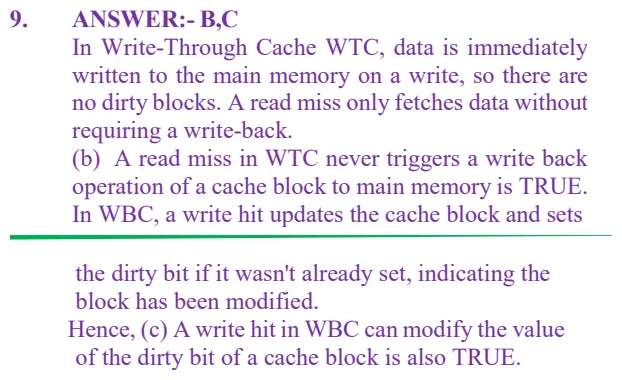 9. ANSWER:- B,C
In Write-Through Cache WTC, data is immediately
written to the main memory on a write, so there are
no dirty blocks. A read miss only fetches data without
requiring a write-back.
(b) A read miss in WTC never triggers a write back
operation of a cache block to main memory is TRUE.
In WBC, a write hit updates the cache block and sets
the dirty bit if it wasn't already set, indicating the
block has been modified.
Hence, (c) A write hit in WBC can modify the value
of the dirty bit of a cache block is also TRUE.